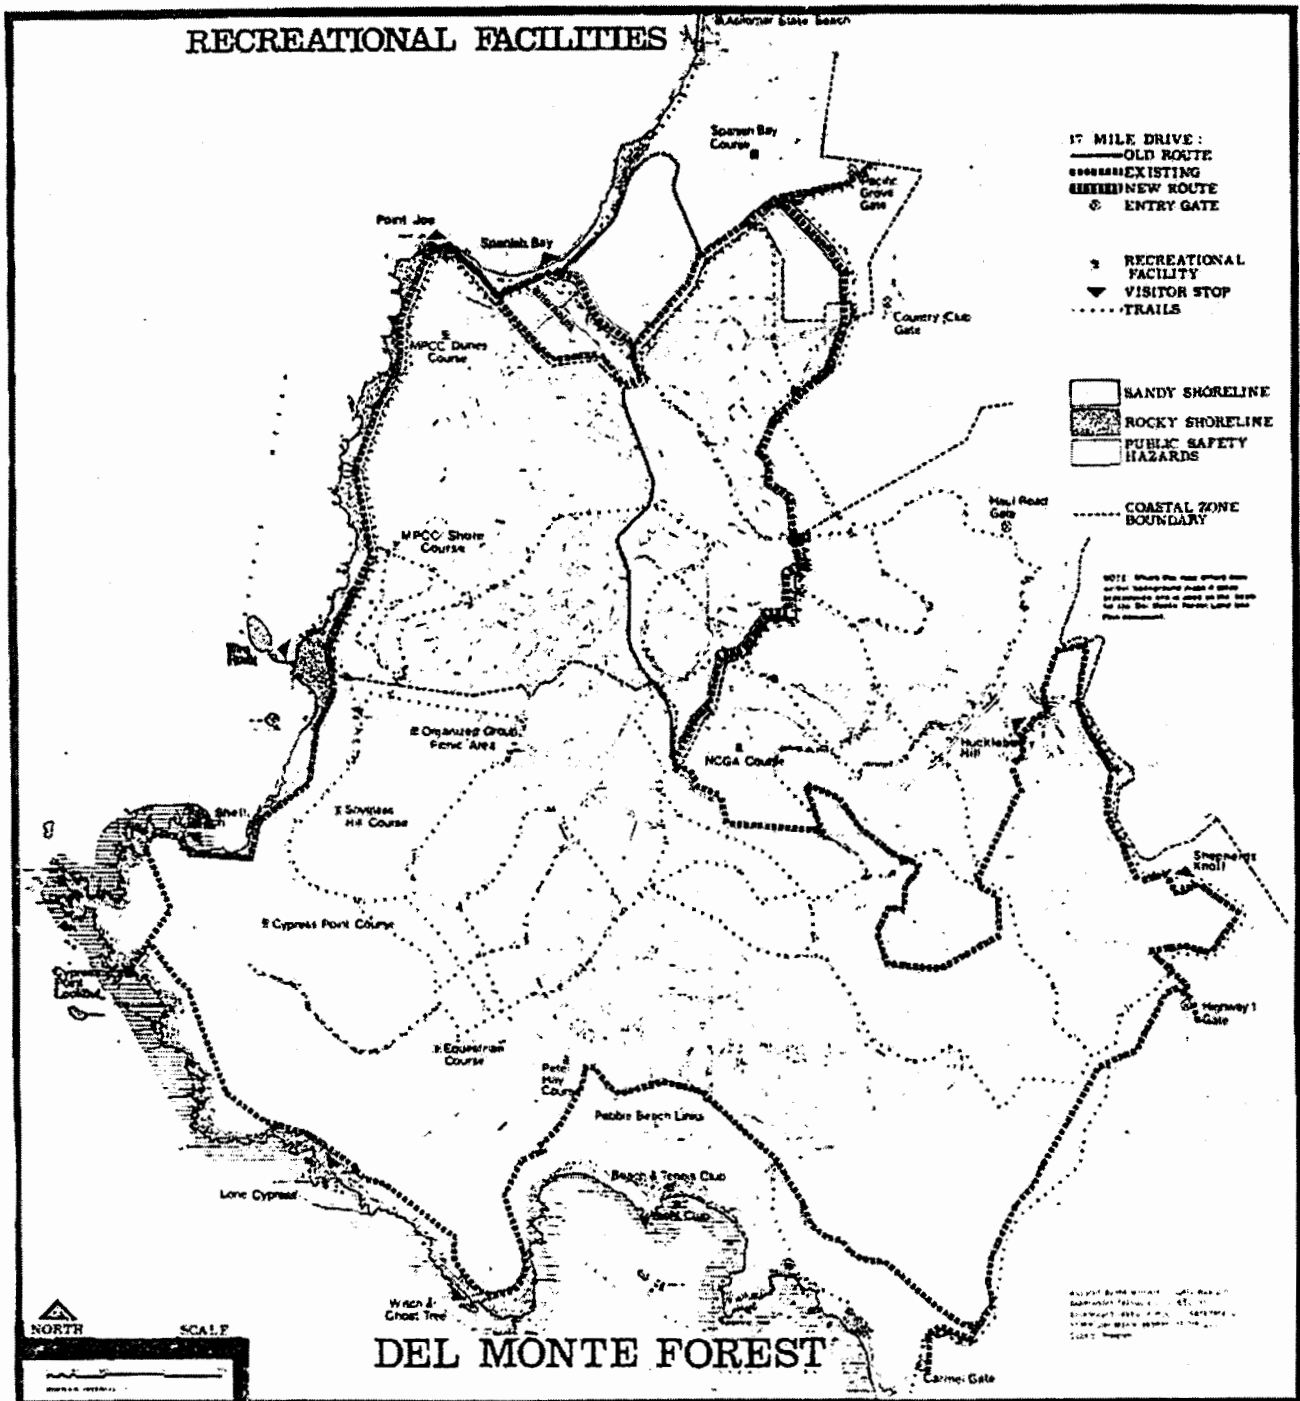 Asilomar State Beach
RECREATIONAL FACILITIES
Spanish Bay
Course
17 MILE DRIVE :
OLD ROUTE
EXISTING
NEW ROUTE
ENTRY GATE
Pacific
Grove
Gate
Point Joe
Spanish Bay
RECREATIONAL
FACILITY
VISITOR STOP
TRAILS
Country Club
Gate
MPCC Dunes
Course
SANDY SHORELINE
ROCKY SHORELINE
PUBLIC SAFETY
HAZARDS
Haul Road
Gate
COASTAL ZONE
BOUNDARY
MPCC Shore
Course
Organized Group
Picnic Area
NCGA Course
Hill
Hill Course
Shell
Shepherds
Knoll
Cypress Point Course
Cypress
Point
Lookout
Highway 1
Gate
Equestrian
Course
Peter
Hay
Course
Pebble Beach Links
Beach & Tennis Club
Club
Lone Cypress
Witch &
Ghost Tree
NORTH
SCALE
DEL MONTE FOREST
Carmel Gate